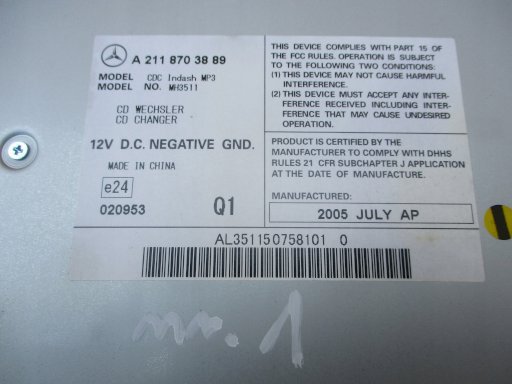 A 211 870 38 89
MODEL CDC Indash MP3
MODEL NO. MH3511
CD WECHSLER
CD CHANGER
12V D.C. NEGATIVE GND.
MADE IN CHINA
e24
020953 Q1
THIS DEVICE COMPLIES WITH PART 15 OF
THE FCC RULES. OPERATION IS SUBJECT
TO THE FOLLOWING TWO CONDITIONS:
(1) THIS DEVICE MAY NOT CAUSE HARMFUL
INTERFERENCE.
(2) THIS DEVICE MUST ACCEPT ANY INTER-
FERENCE RECEIVED INCLUDING INTER-
FERENCE THAT MAY CAUSE UNDESIRED
OPERATION.
PRODUCT IS CERTIFIED BY THE
MANUFACTURER TO COMPLY WITH DHHS
RULES 21 CFR SUBCHAPTER J APPLICATION
AT THE DATE OF MANUFACTURE.
MANUFACTURED:
2005 JULY AP
AL351150758101 0
nr. 1